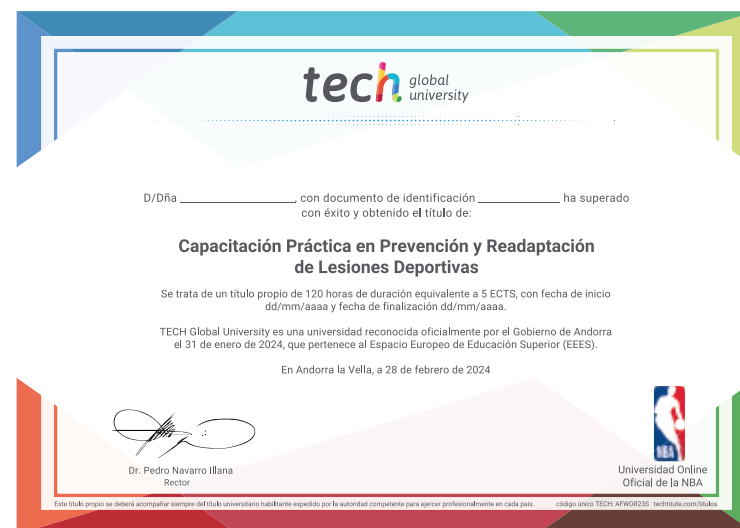 tech global
university
D/Dña ____________________, con documento de identificación ______________ ha superado
con éxito y obtenido el título de:
Capacitación Práctica en Prevención y Readaptación
de Lesiones Deportivas
Se trata de un título propio de 120 horas de duración equivalente a 5 ECTS, con fecha de inicio
dd/mm/aaaa y fecha de finalización dd/mm/aaaa.
TECH Global University es una universidad reconocida oficialmente por el Gobierno de Andorra
el 31 de enero de 2024, que pertenece al Espacio Europeo de Educación Superior (EEES).
En Andorra la Vella, a 28 de febrero de 2024
Dr. Pedro Navarro Illana
Rector
NBA
Universidad Online
Oficial de la NBA
Este título propio se deberá acompañar siempre del título universitario habilitante expedido por la autoridad competente para ejercer profesionalmente en cada país. código único TECH: AFWOR23S techtitute.com/titulos